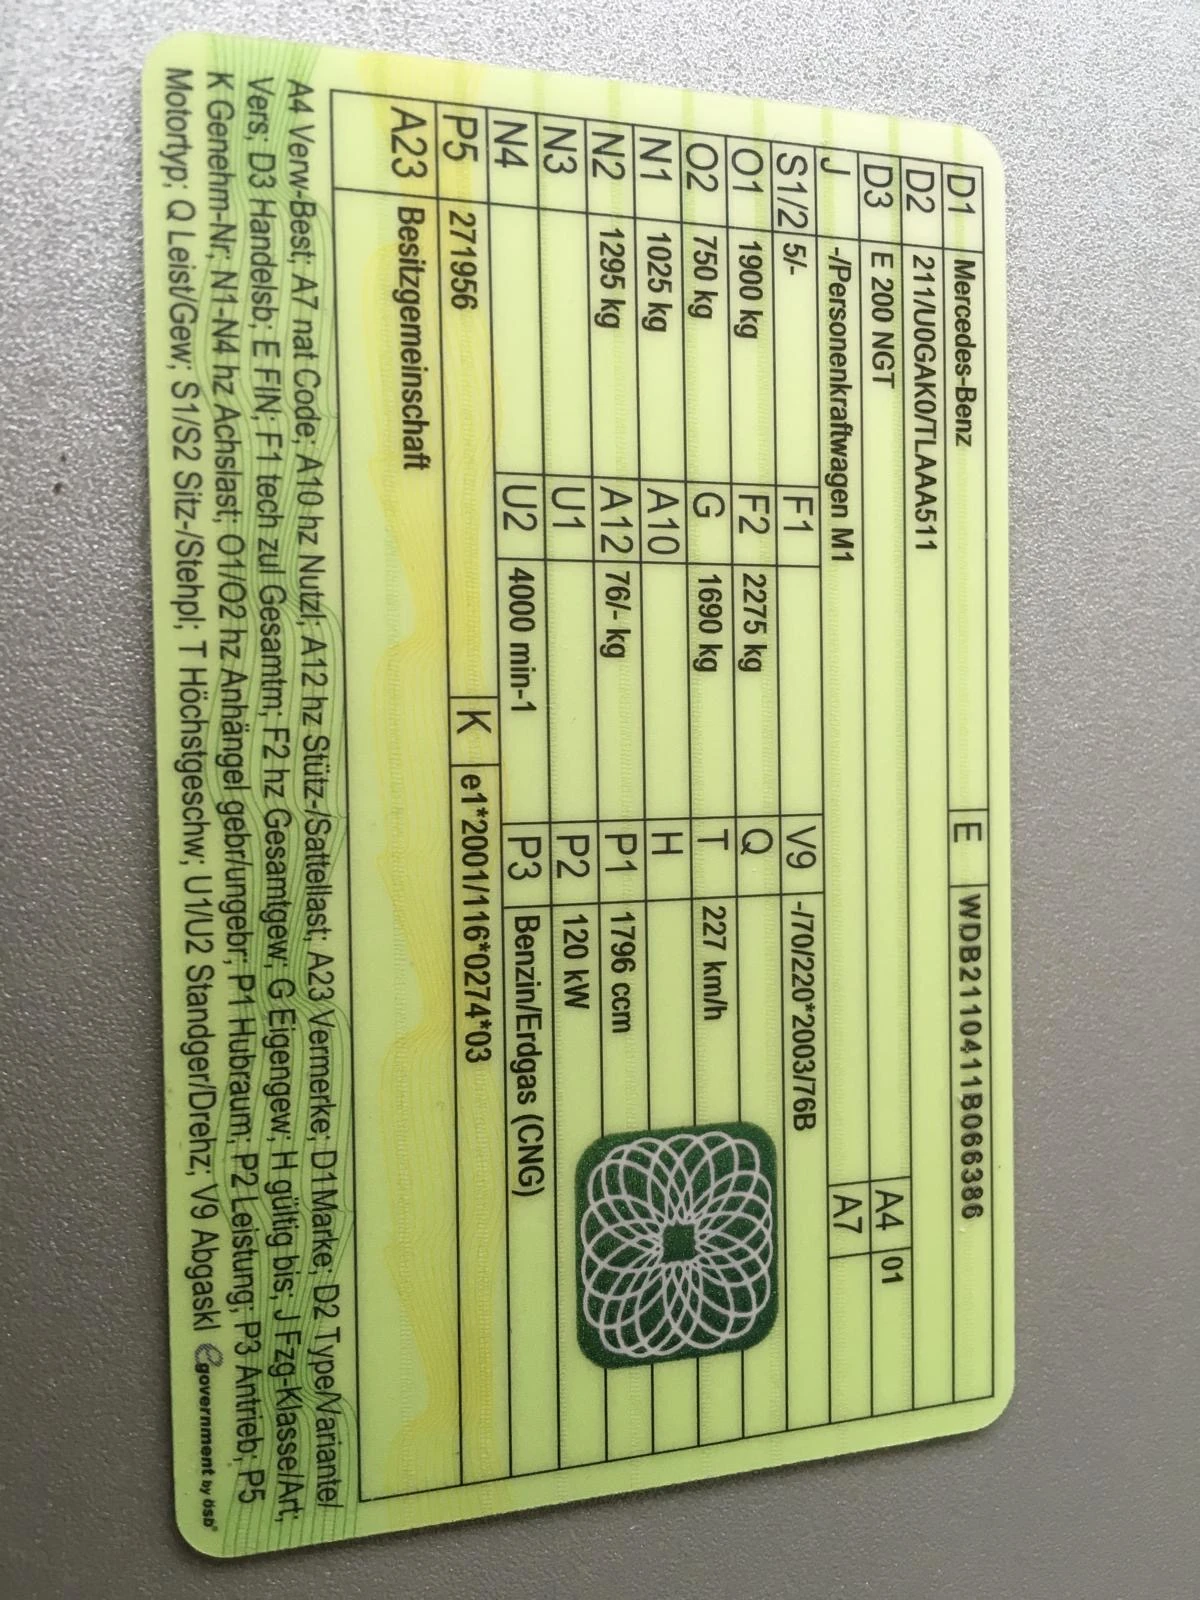 D1 Mercedes-Benz E WDB2110411B066386
D2 211/U0GAK0/TLAAA511
D3 E 200 NGT A4 01
J -/Personenkraftwagen M1 A7
S1/2 5/- F1 V9 -/70/220*2003/76B
O1 1900 kg F2 2275 kg Q
O2 750 kg G 1690 kg T 227 km/h
N1 1025 kg A10 H
N2 1295 kg A12 76/- kg P1 1796 ccm
N3 U1 P2 120 kW
N4 U2 4000 min-1 P3 Benzin/Erdgas (CNG)
P5 271956 K e1*2001/116*0274*03
A23 Besitzgemeinschaft
A4 Verw-Best; A7 nat Code; A10 hz Nutzl; A12 hz Stütz-/Sattellast; A23 Vermerke; D1Marke; D2 Type/Variante/
Vers; D3 Handelsb; E FIN; F1 tech zul Gesamtm; F2 hz Gesamtgew; G Eigengew; H gültig bis; J Fzg-Klasse/Art;
K Genehm-Nr; N1-N4 hz Achslast; O1/O2 hz Anhängel gebr/ungebr; P1 Hubraum; P2 Leistung; P3 Antrieb; P5
Motortyp; Q Leist/Gew; S1/S2 Sitz-/Stehpl; T Höchstgeschw; U1/U2 Standger/Drehz; V9 Abgaskl egovernment by ösb